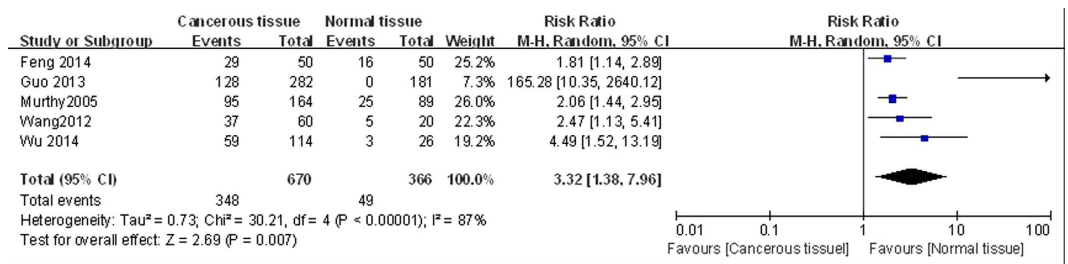 Cancerous tissue Normal tissue Risk Ratio Risk Ratio
Study or Subgroup Events Total Events Total Weight M-H, Random, 95% CI M-H, Random, 95% CI
Feng 2014 29 50 16 50 25.2% 1.81 [1.14, 2.89]
Guo 2013 128 282 0 181 7.3% 165.28 [10.35, 2640.12]
Murthy2005 95 164 25 89 26.0% 2.06 [1.44, 2.95]
Wang2012 37 60 5 20 22.3% 2.47 [1.13, 5.41]
Wu 2014 59 114 3 26 19.2% 4.49 [1.52, 13.19]
Total (95% CI) 670 366 100.0% 3.32 [1.38, 7.96]
Total events 348 49
Heterogeneity: Tau² = 0.73; Chi² = 30.21, df = 4 (P < 0.00001); I² = 87%
Test for overall effect: Z = 2.69 (P = 0.007)
0.01 0.1 1 10 100
Favours [Cancerous tissuel] Favours [Normal tissue]